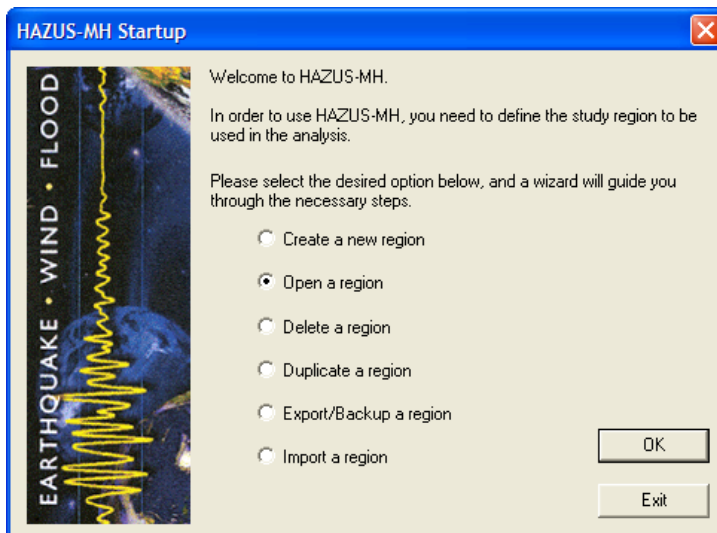 HAZUS-MH Startup
EARTHQUAKE • WIND • FLOOD
Welcome to HAZUS-MH.
In order to use HAZUS-MH, you need to define the study region to be
used in the analysis.
Please select the desired option below, and a wizard will guide you
through the necessary steps.
Create a new region
Open a region
Delete a region
Duplicate a region
Export/Backup a region
Import a region
OK
Exit